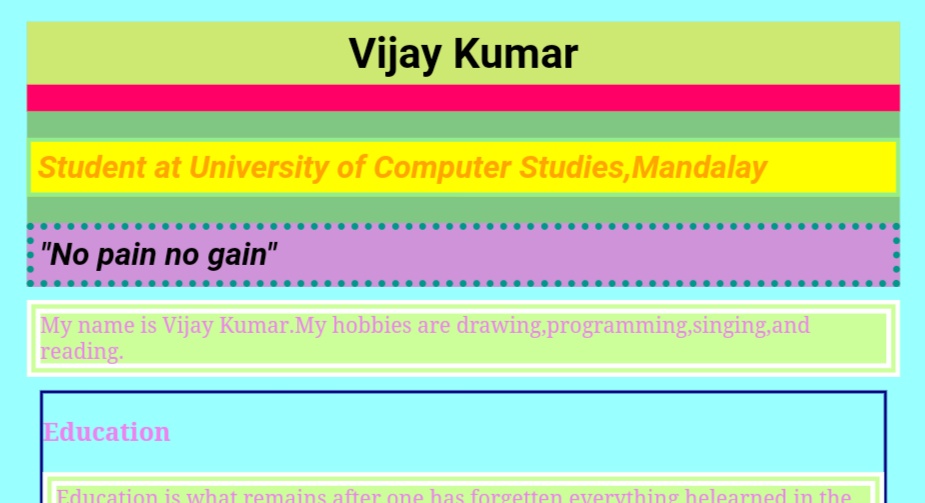 Vijay Kumar
Student at University of Computer Studies,Mandalay
"No pain no gain"
My name is Vijay Kumar.My hobbies are drawing,programming,singing,and
reading.
Education
Education is what remains after one has forgetten everything helearned in the